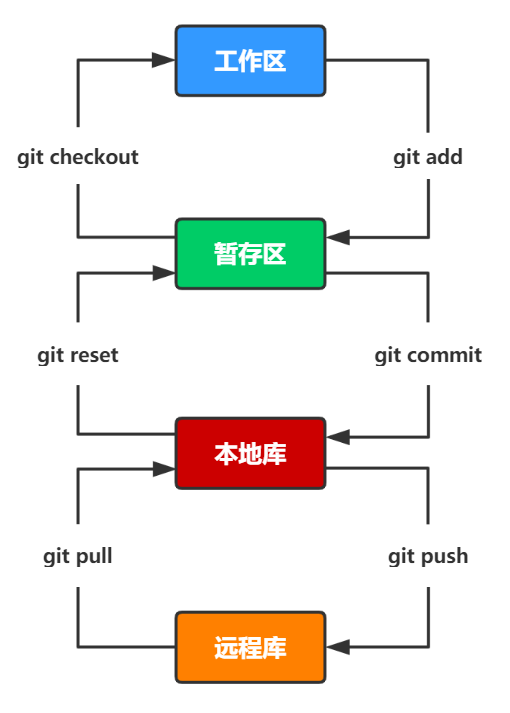 工作区
git checkout
git add
暂存区
git reset
git commit
本地库
git pull
git push
远程库